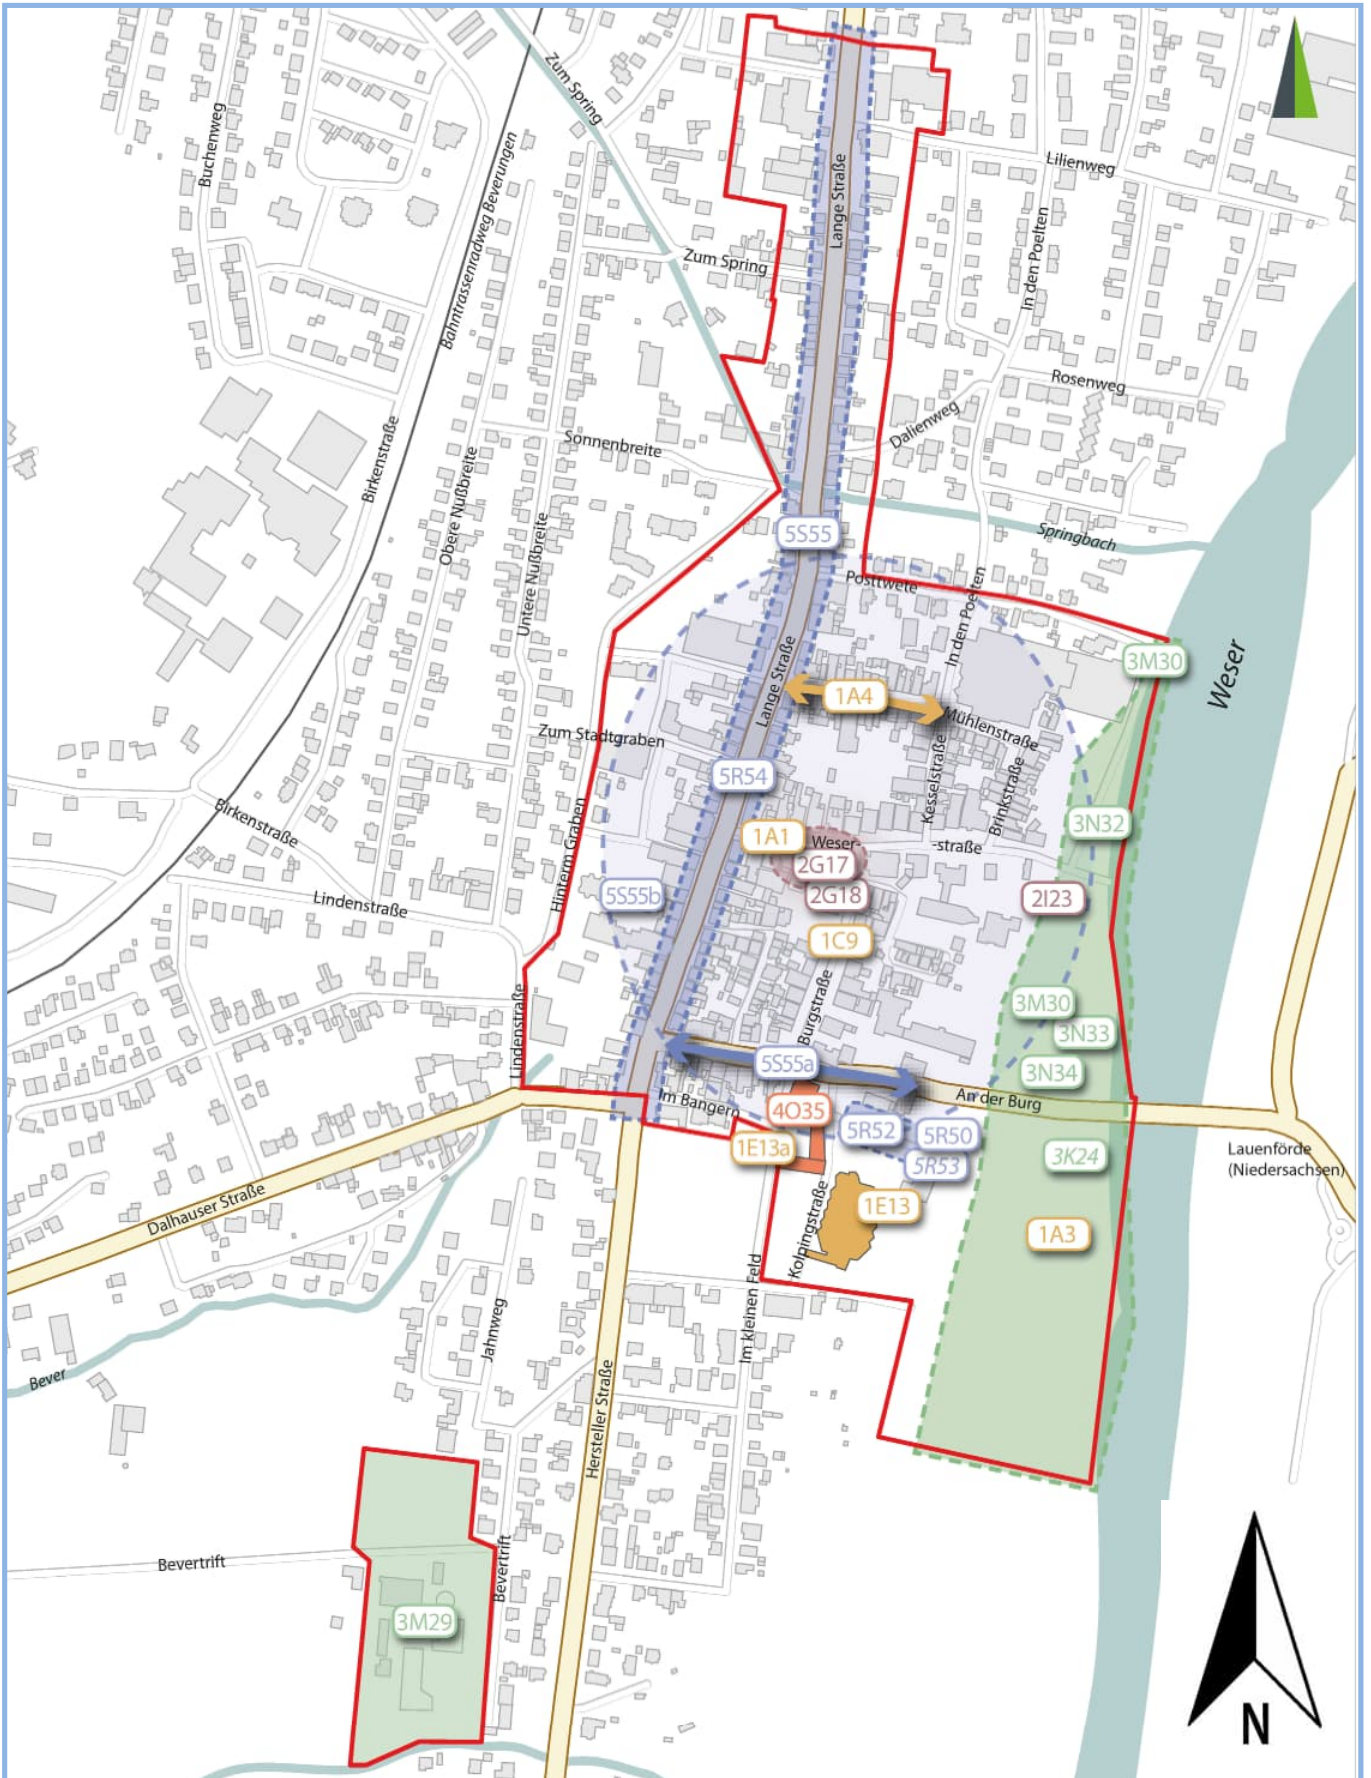 Zum Spring
Buchenweg
Bahntrassenradweg Beverungen
Lange Straße
Lilienweg
In den Poelten
Zum Spring
Rosenweg
Dalienweg
Birkenstraße
Sonnenbreite
Obere Nußbreite
Untere Nußbreite
5S55
Springbach
Posttwete
In den Poelten
Weser
3M30
Lange Straße
1A4
Mühlenstraße
Zum Stadtgraben
5R54
Kesselstraße
Brinkstraße
3N32
Birkenstraße
Hinterm Graben
1A1
Weser-
-straße
2G17
5S55b
2G18
2I23
Lindenstraße
1C9
Burgstraße
3M30
3N33
Lindenstraße
5S55a
3N34
Im Bangern
An der Burg
4O35
5R52
5R50
1E13a
5R53
3K24
Lauenförde
(Niedersachsen)
Dalhauser Straße
Kolpingstraße
1E13
1A3
Im kleinen Feld
Jahnweg
Bever
Hersteller Straße
Bevertrift
Bevertrift
3M29
N